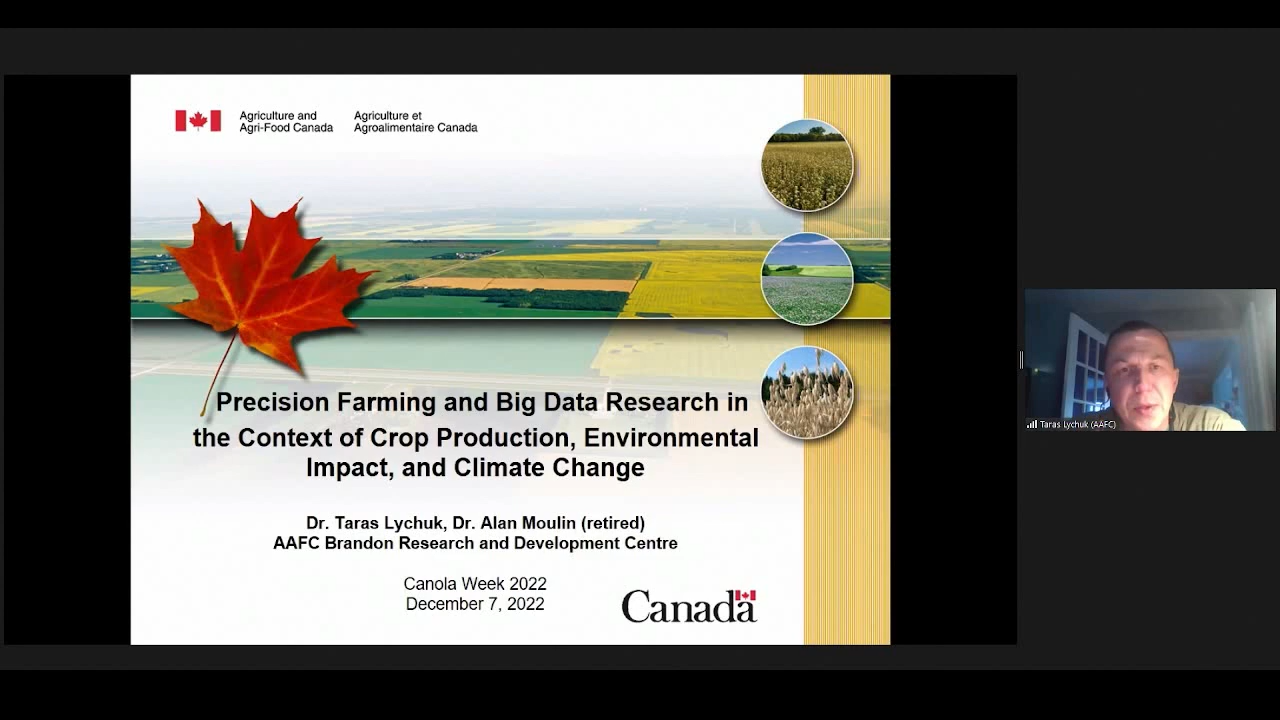 Agriculture and
Agri-Food Canada
Agriculture et
Agroalimentaire Canada
Precision Farming and Big Data Research in
the Context of Crop Production, Environmental
Impact, and Climate Change
Dr. Taras Lychuk, Dr. Alan Moulin (retired)
AAFC Brandon Research and Development Centre
Canola Week 2022
December 7, 2022
Canada
Taras Lychuk (AAFC)